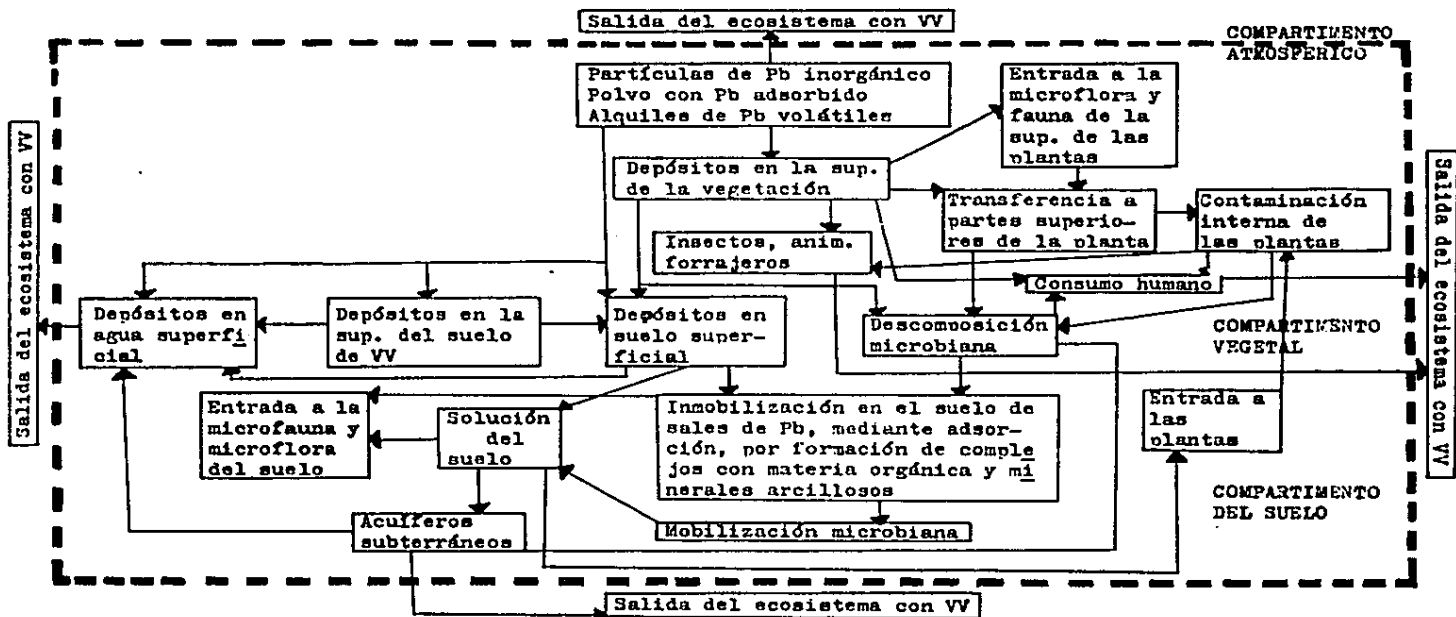 Salida del ecosistema con VV
COMPARTIMENTO
ATMOSFERICO
Partículas de Pb inorgánico
Polvo con Pb adsorbido
Alquiles de Pb volátiles
Entrada a la
microflora y
fauna de la
sup. de las
plantas
Salida del ecosistema con VV
Depósitos en la sup.
de la vegetación
Transferencia a
partes superio-
res de la planta
Contaminación
interna de
las plantas
Salida del ecosistema con VV
Insectos, anim.
forrajeros
Consumo humano
Depósitos en
agua superfi
cial
Depósitos en la
sup. del suelo
de VV
Depósitos en
suelo super-
ficial
Descomposición
microbiana
COMPARTIMENTO
VEGETAL
Entrada a la
microfauna y
microflora
del suelo
Solución
del
suelo
Inmobilización en el suelo de
sales de Pb, mediante adsor-
ción, por formación de comple
jos con materia orgánica y mi
nerales arcillosos
Entrada a
las
plantas
COMPARTIMENTO
DEL SUELO
Acuíferos
subterráneos
Mobilización microbiana
Salida del ecosistema con VV